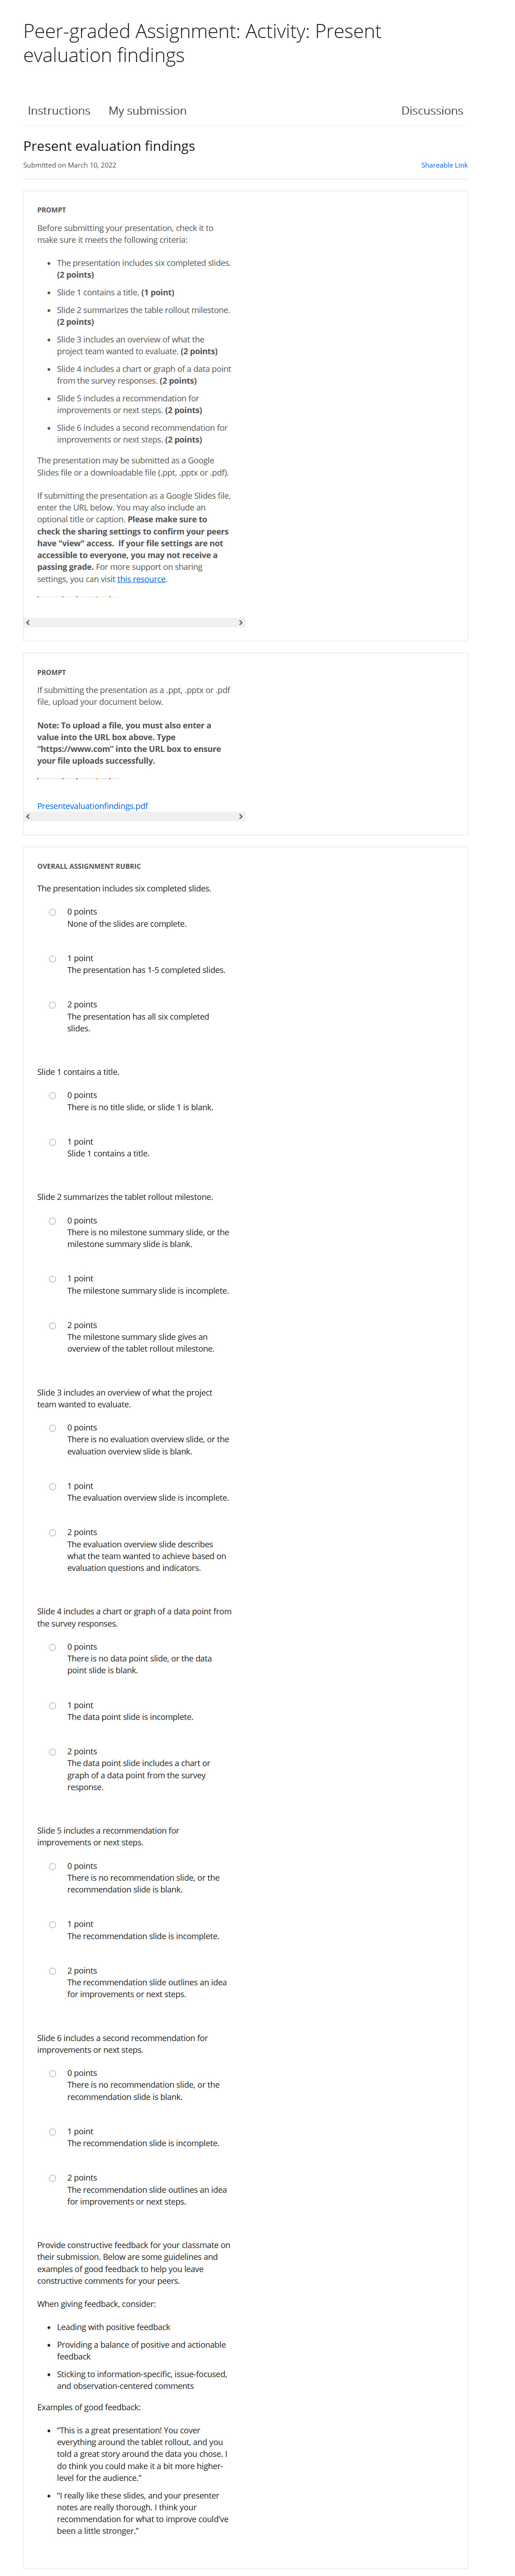 Peer-graded Assignment: Activity: Present
evaluation findings
Instructions My submission Discussions
Present evaluation findings
Submitted on March 10, 2022 Shareable Link
PROMPT
Before submitting your presentation, check it to
make sure it meets the following criteria:
• The presentation includes six completed slides.
(2 points)
• Slide 1 contains a title. (1 point)
• Slide 2 summarizes the table rollout milestone.
(2 points)
• Slide 3 includes an overview of what the
project team wanted to evaluate. (2 points)
• Slide 4 includes a chart or graph of a data point
from the survey responses. (2 points)
• Slide 5 includes a recommendation for
improvements or next steps. (2 points)
• Slide 6 includes a second recommendation for
improvements or next steps. (2 points)
The presentation may be submitted as a Google
Slides file or a downloadable file (.ppt, .pptx or .pdf).
If submitting the presentation as a Google Slides file,
enter the URL below. You may also include an
optional title or caption. Please make sure to
check the sharing settings to confirm your peers
have "view" access. If your file settings are not
accessible to everyone, you may not receive a
passing grade. For more support on sharing
settings, you can visit this resource.
PROMPT
If submitting the presentation as a .ppt, .pptx or .pdf
file, upload your document below.
Note: To upload a file, you must also enter a
value into the URL box above. Type
"https://www.com" into the URL box to ensure
your file uploads successfully.
Presentevaluationfindings.pdf
OVERALL ASSIGNMENT RUBRIC
The presentation includes six completed slides.
0 points
None of the slides are complete.
1 point
The presentation has 1-5 completed slides.
2 points
The presentation has all six completed
slides.
Slide 1 contains a title.
0 points
There is no title slide, or slide 1 is blank.
1 point
Slide 1 contains a title.
Slide 2 summarizes the tablet rollout milestone.
0 points
There is no milestone summary slide, or the
milestone summary slide is blank.
1 point
The milestone summary slide is incomplete.
2 points
The milestone summary slide gives an
overview of the tablet rollout milestone.
Slide 3 includes an overview of what the project
team wanted to evaluate.
0 points
There is no evaluation overview slide, or the
evaluation overview slide is blank.
1 point
The evaluation overview slide is incomplete.
2 points
The evaluation overview slide describes
what the team wanted to achieve based on
evaluation questions and indicators.
Slide 4 includes a chart or graph of a data point from
the survey responses.
0 points
There is no data point slide, or the data
point slide is blank.
1 point
The data point slide is incomplete.
2 points
The data point slide includes a chart or
graph of a data point from the survey
response.
Slide 5 includes a recommendation for
improvements or next steps.
0 points
There is no recommendation slide, or the
recommendation slide is blank.
1 point
The recommendation slide is incomplete.
2 points
The recommendation slide outlines an idea
for improvements or next steps.
Slide 6 includes a second recommendation for
improvements or next steps.
0 points
There is no recommendation slide, or the
recommendation slide is blank.
1 point
The recommendation slide is incomplete.
2 points
The recommendation slide outlines an idea
for improvements or next steps.
Provide constructive feedback for your classmate on
their submission. Below are some guidelines and
examples of good feedback to help you leave
constructive comments for your peers.
When giving feedback, consider:
• Leading with positive feedback
• Providing a balance of positive and actionable
feedback
• Sticking to information-specific, issue-focused,
and observation-centered comments
Examples of good feedback:
• "This is a great presentation! You cover
everything around the tablet rollout, and you
told a great story around the data you chose. I
do think you could make it a bit more higher-
level for the audience."
• "I really like these slides, and your presenter
notes are really thorough. I think your
recommendation for what to improve could've
been a little stronger."